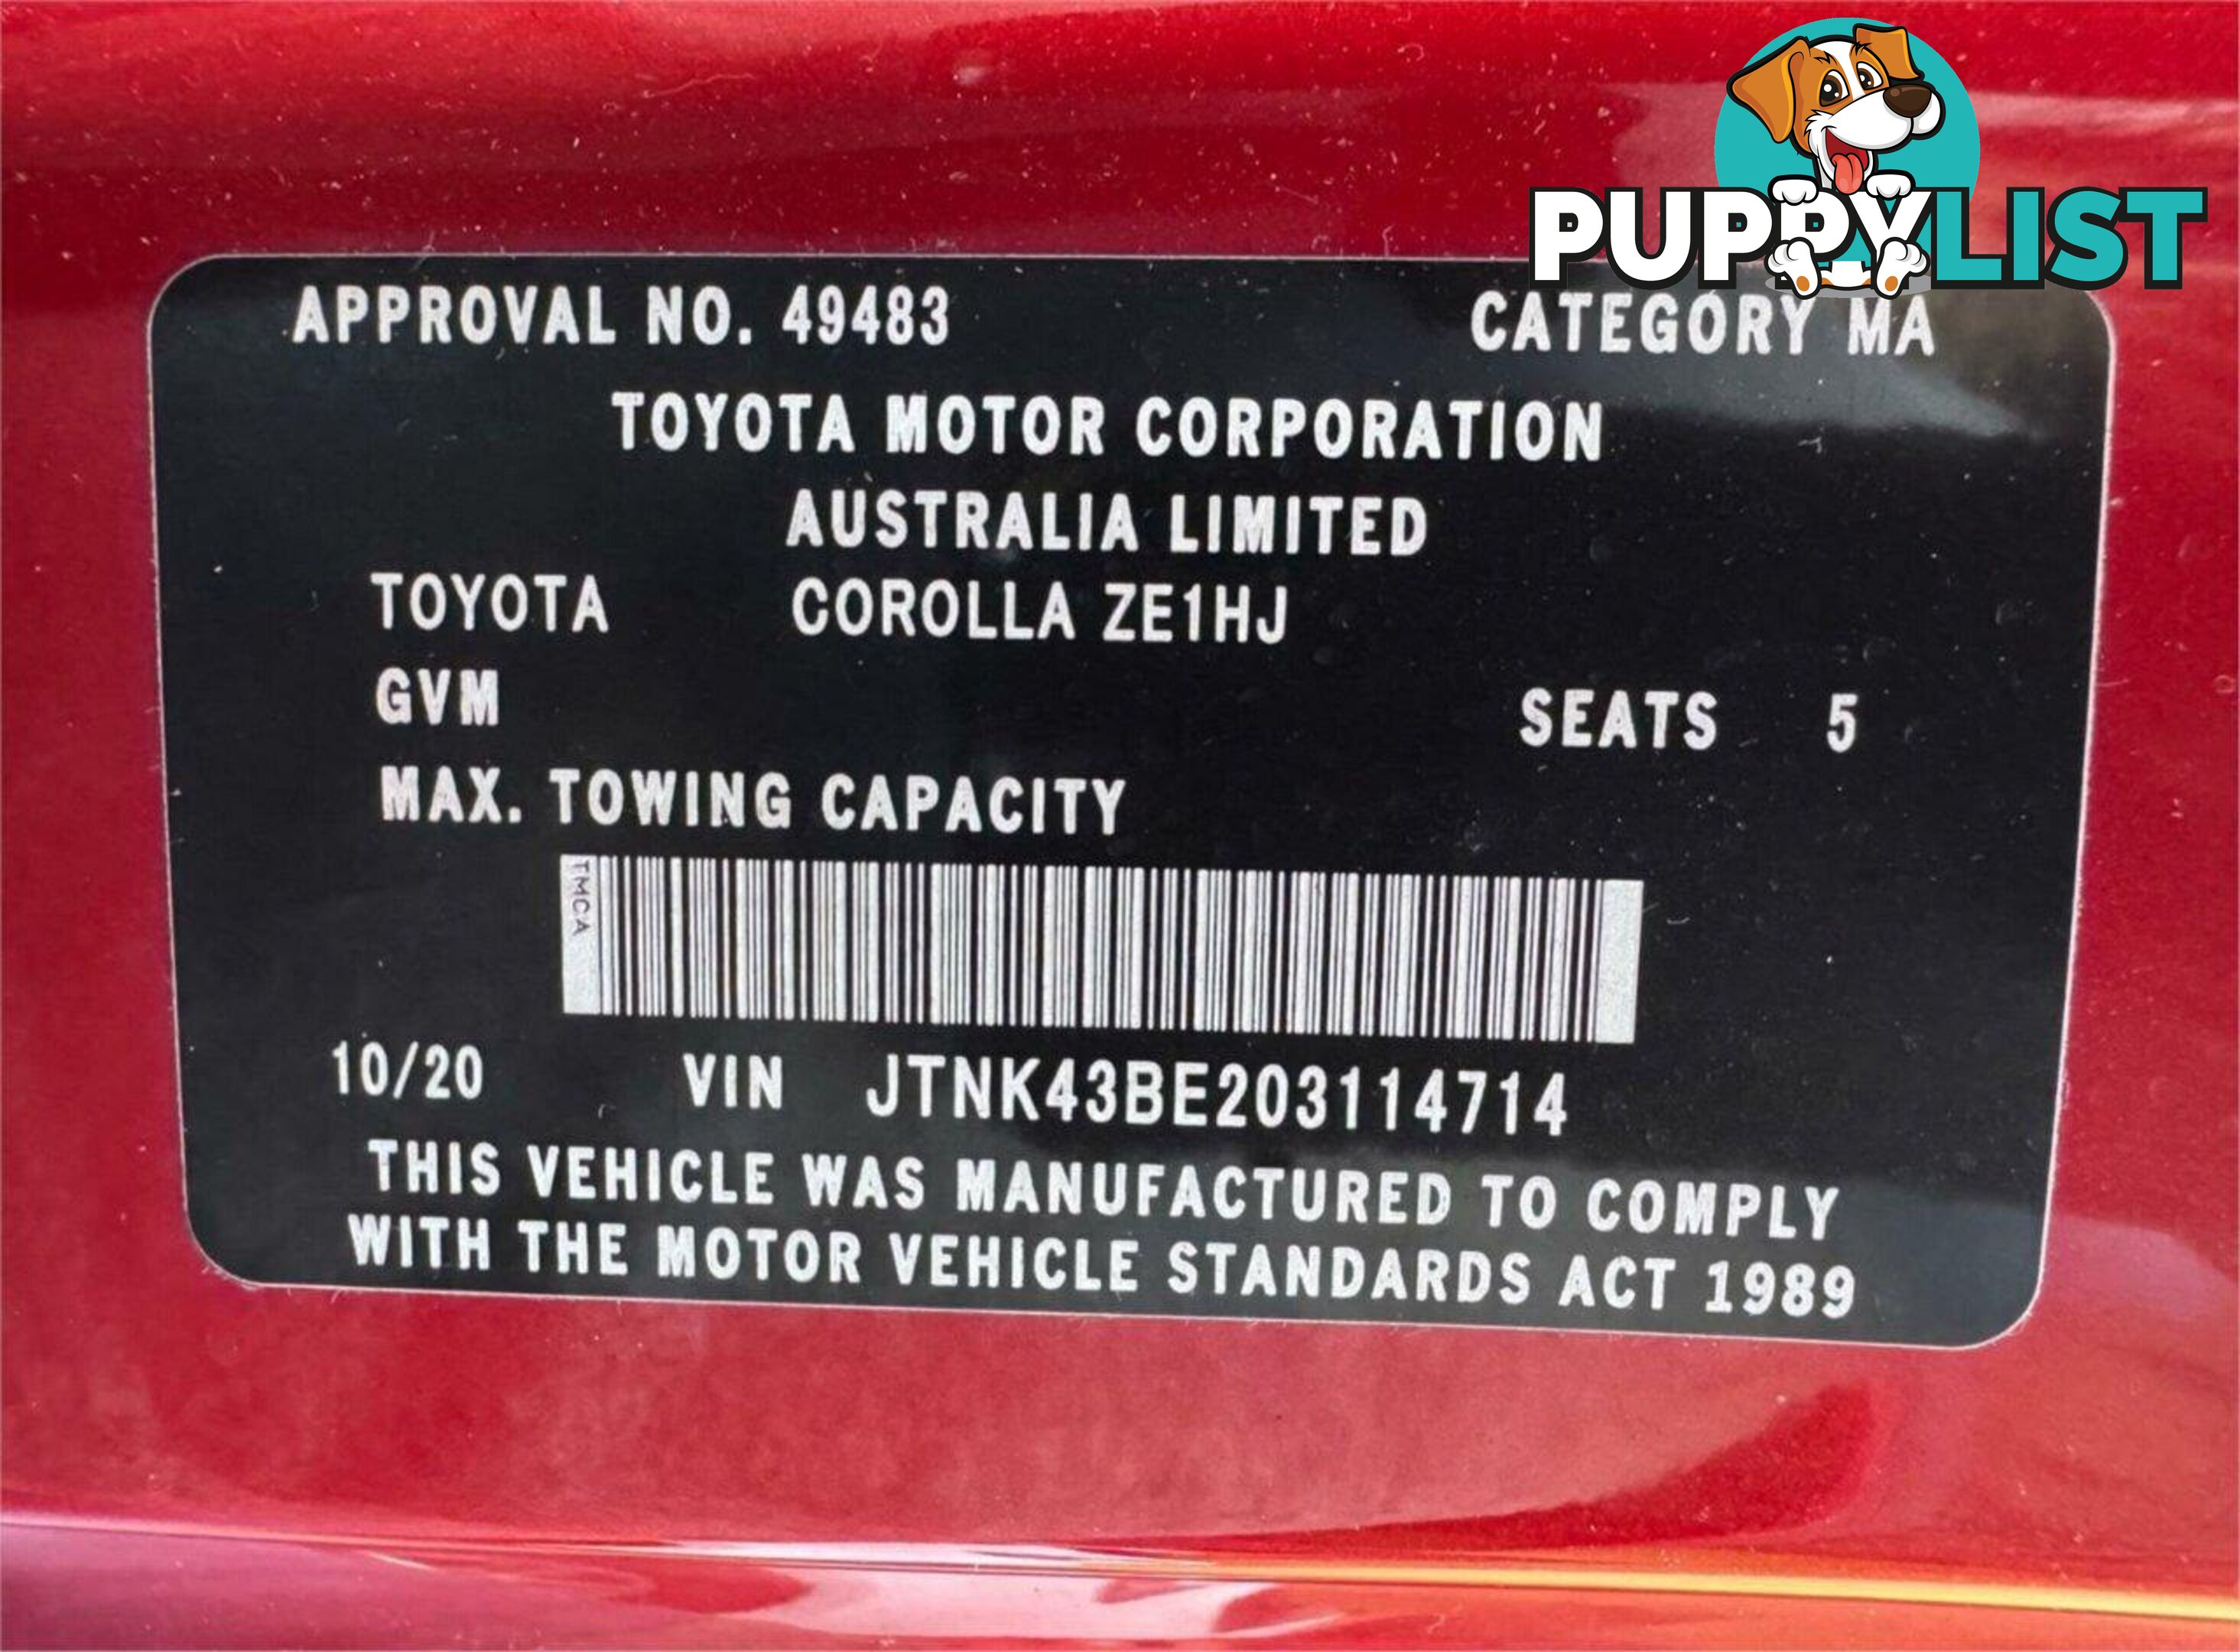 PUPPYLIST
APPROVAL NO. 49483 CATEGORY MA
TOYOTA MOTOR CORPORATION
AUSTRALIA LIMITED
TOYOTA COROLLA ZE1HJ
GVM SEATS 5
MAX. TOWING CAPACITY
TMCA
10/20 VIN JTNK43BE203114714
THIS VEHICLE WAS MANUFACTURED TO COMPLY
WITH THE MOTOR VEHICLE STANDARDS ACT 1989